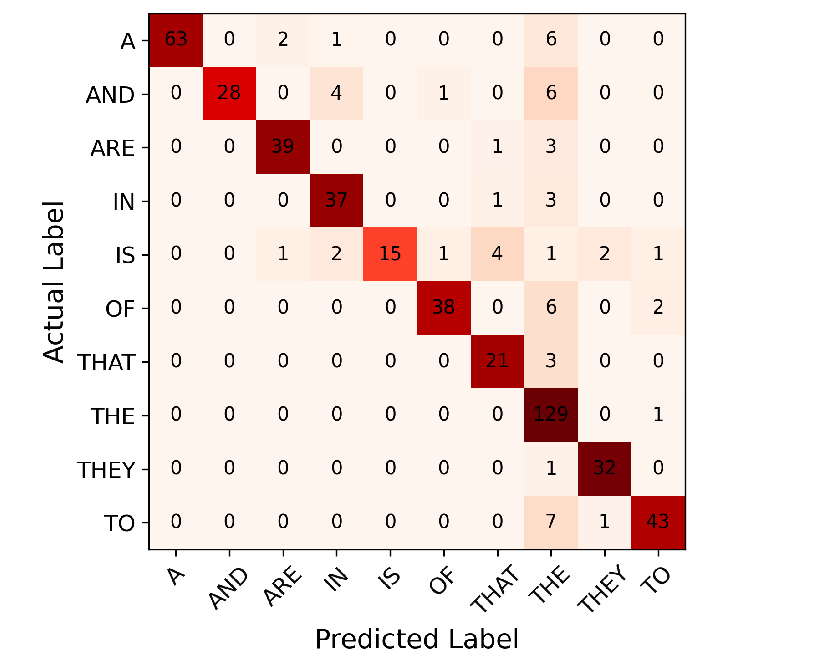 A 63 0 2 1 0 0 0 6 0 0
AND 0 28 0 4 0 1 0 6 0 0
ARE 0 0 39 0 0 0 1 3 0 0
IN 0 0 0 37 0 0 1 3 0 0
IS 0 0 1 2 15 1 4 1 2 1
OF 0 0 0 0 0 38 0 6 0 2
THAT 0 0 0 0 0 0 21 3 0 0
THE 0 0 0 0 0 0 0 129 0 1
THEY 0 0 0 0 0 0 0 1 32 0
TO 0 0 0 0 0 0 0 7 1 43
Actual Label
A AND ARE IN IS OF THAT THE THEY TO
Predicted Label